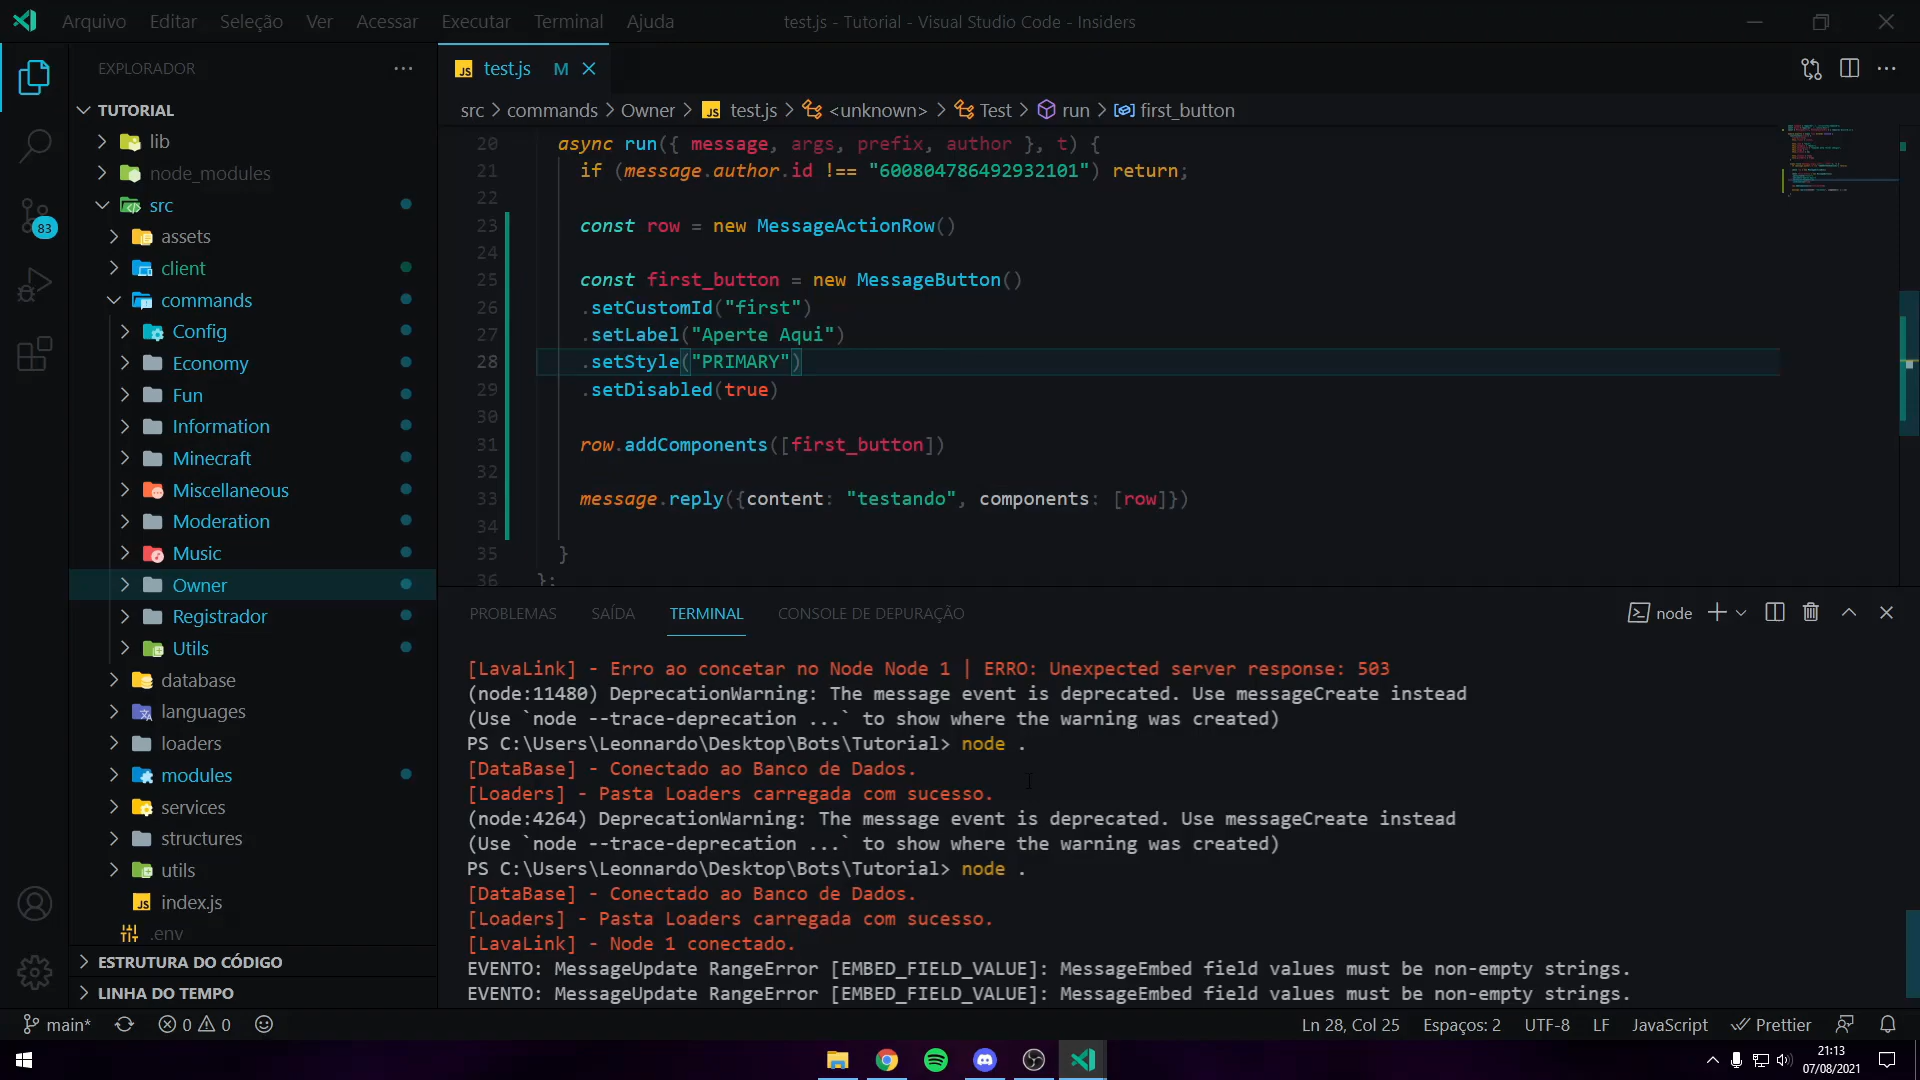 Arquivo Editar Seleção Ver Acessar Executar Terminal Ajuda test.js - Tutorial - Visual Studio Code - Insiders
EXPLORADOR
TUTORIAL
lib
node_modules
src
assets
client
commands
Config
Economy
Fun
Information
Minecraft
Miscellaneous
Moderation
Music
Owner
Registrador
Utils
database
languages
loaders
modules
services
structures
utils
index.js
.env
ESTRUTURA DO CÓDIGO
LINHA DO TEMPO
83
JS test.js M
src > commands > Owner > JS test.js > <unknown> > Test > run > first_button
20 async run({ message, args, prefix, author }, t) {
21 if (message.author.id !== "600804786492932101") return;
22
23 const row = new MessageActionRow()
24
25 const first_button = new MessageButton()
26 .setCustomId("first")
27 .setLabel("Aperte Aqui")
28 .setStyle("PRIMARY")
29 .setDisabled(true)
30
31 row.addComponents([first_button])
32
33 message.reply({content: "testando", components: [row]})
34
35 }
36 };
PROBLEMAS SAÍDA TERMINAL CONSOLE DE DEPURAÇÃO node
[LavaLink] - Erro ao concetar no Node Node 1 | ERRO: Unexpected server response: 503
(node:11480) DeprecationWarning: The message event is deprecated. Use messageCreate instead
(Use `node --trace-deprecation ...` to show where the warning was created)
PS C:\Users\Leonnardo\Desktop\Bots\Tutorial> node .
[DataBase] - Conectado ao Banco de Dados.
[Loaders] - Pasta Loaders carregada com sucesso.
(node:4264) DeprecationWarning: The message event is deprecated. Use messageCreate instead
(Use `node --trace-deprecation ...` to show where the warning was created)
PS C:\Users\Leonnardo\Desktop\Bots\Tutorial> node .
[DataBase] - Conectado ao Banco de Dados.
[Loaders] - Pasta Loaders carregada com sucesso.
[LavaLink] - Node 1 conectado.
EVENTO: MessageUpdate RangeError [EMBED_FIELD_VALUE]: MessageEmbed field values must be non-empty strings.
EVENTO: MessageUpdate RangeError [EMBED_FIELD_VALUE]: MessageEmbed field values must be non-empty strings.
main* 0 0 Ln 28, Col 25 Espaços: 2 UTF-8 LF JavaScript Prettier
21:13
07/08/2021